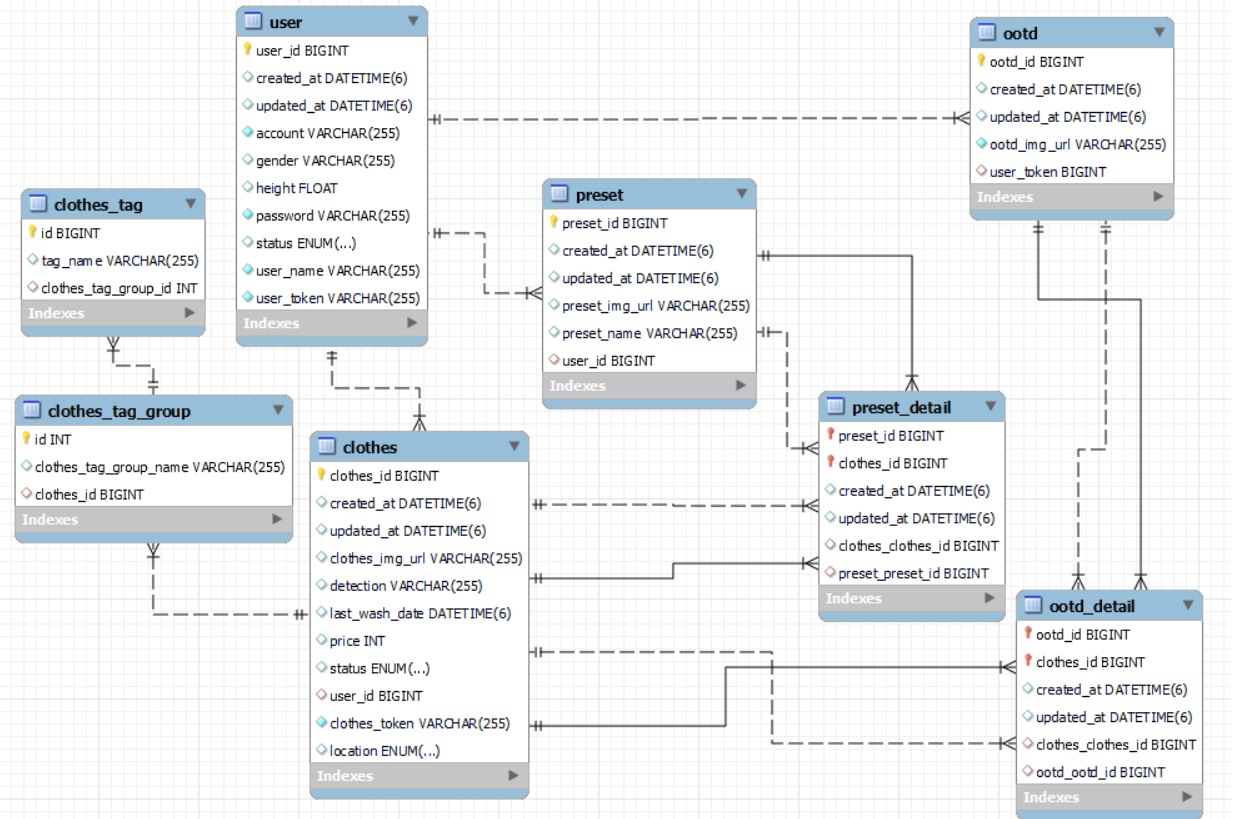 user
user_id BIGINT
created_at DATETIME(6)
updated_at DATETIME(6)
account VARCHAR(255)
gender VARCHAR(255)
height FLOAT
password VARCHAR(255)
status ENUM(...)
user_name VARCHAR(255)
user_token VARCHAR(255)
Indexes
ootd
ootd_id BIGINT
created_at DATETIME(6)
updated_at DATETIME(6)
ootd_img_url VARCHAR(255)
user_token BIGINT
Indexes
clothes_tag
id BIGINT
tag_name VARCHAR(255)
clothes_tag_group_id INT
Indexes
preset
preset_id BIGINT
created_at DATETIME(6)
updated_at DATETIME(6)
preset_img_url VARCHAR(255)
preset_name VARCHAR(255)
user_id BIGINT
Indexes
clothes_tag_group
id INT
clothes_tag_group_name VARCHAR(255)
clothes_id BIGINT
Indexes
clothes
clothes_id BIGINT
created_at DATETIME(6)
updated_at DATETIME(6)
clothes_img_url VARCHAR(255)
detection VARCHAR(255)
last_wash_date DATETIME(6)
price INT
status ENUM(...)
user_id BIGINT
clothes_token VARCHAR(255)
location ENUM(...)
Indexes
preset_detail
preset_id BIGINT
clothes_id BIGINT
created_at DATETIME(6)
updated_at DATETIME(6)
clothes_clothes_id BIGINT
preset_preset_id BIGINT
Indexes
ootd_detail
ootd_id BIGINT
clothes_id BIGINT
created_at DATETIME(6)
updated_at DATETIME(6)
clothes_clothes_id BIGINT
ootd_ootd_id BIGINT
Indexes